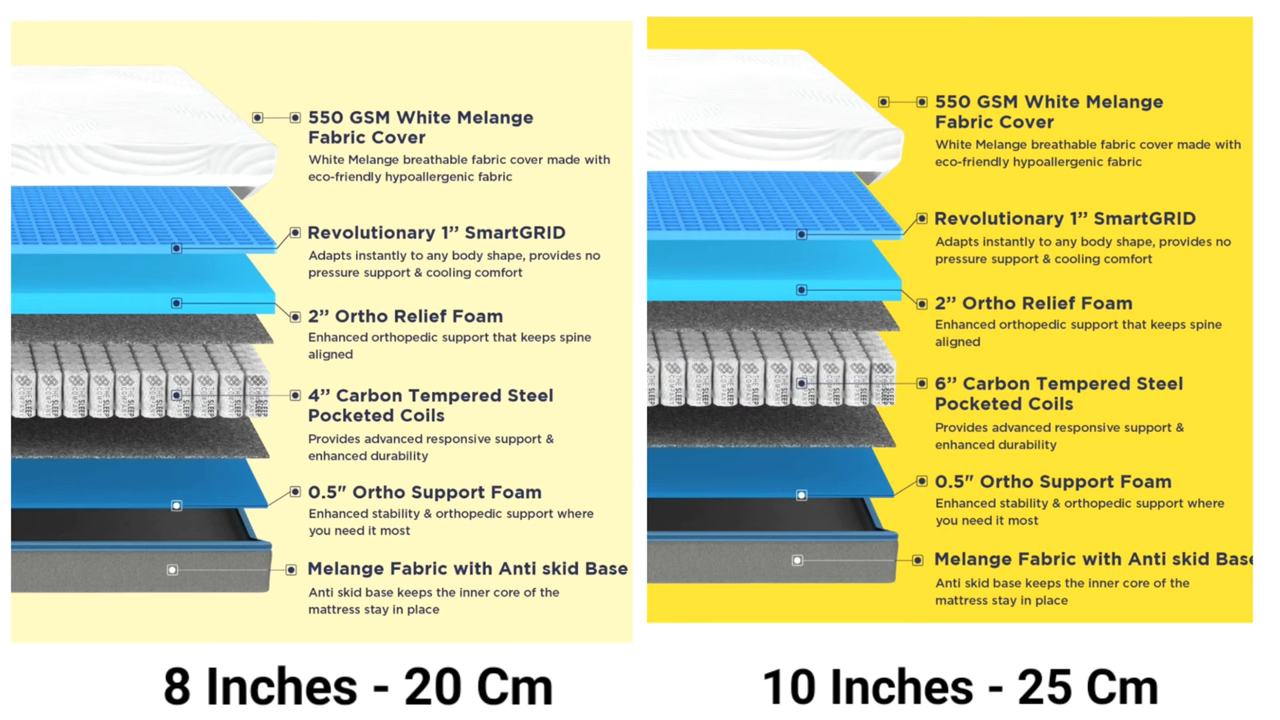 550 GSM White Melange
Fabric Cover
White Melange breathable fabric cover made with
eco-friendly hypoallergenic fabric
Revolutionary 1’’ SmartGRID
Adapts instantly to any body shape, provides no
pressure support & cooling comfort
2’’ Ortho Relief Foam
Enhanced orthopedic support that keeps spine
aligned
4’’ Carbon Tempered Steel
Pocketed Coils
Provides advanced responsive support &
enhanced durability
0.5" Ortho Support Foam
Enhanced stability & orthopedic support where
you need it most
Melange Fabric with Anti skid Base
Anti skid base keeps the inner core of the
mattress stay in place
8 Inches - 20 Cm
550 GSM White Melange
Fabric Cover
White Melange breathable fabric cover made with
eco-friendly hypoallergenic fabric
Revolutionary 1’’ SmartGRID
Adapts instantly to any body shape, provides no
pressure support & cooling comfort
2’’ Ortho Relief Foam
Enhanced orthopedic support that keeps spine
aligned
6’’ Carbon Tempered Steel
Pocketed Coils
Provides advanced responsive support &
enhanced durability
0.5" Ortho Support Foam
Enhanced stability & orthopedic support where
you need it most
Melange Fabric with Anti skid Base
Anti skid base keeps the inner core of the
mattress stay in place
10 Inches - 25 Cm